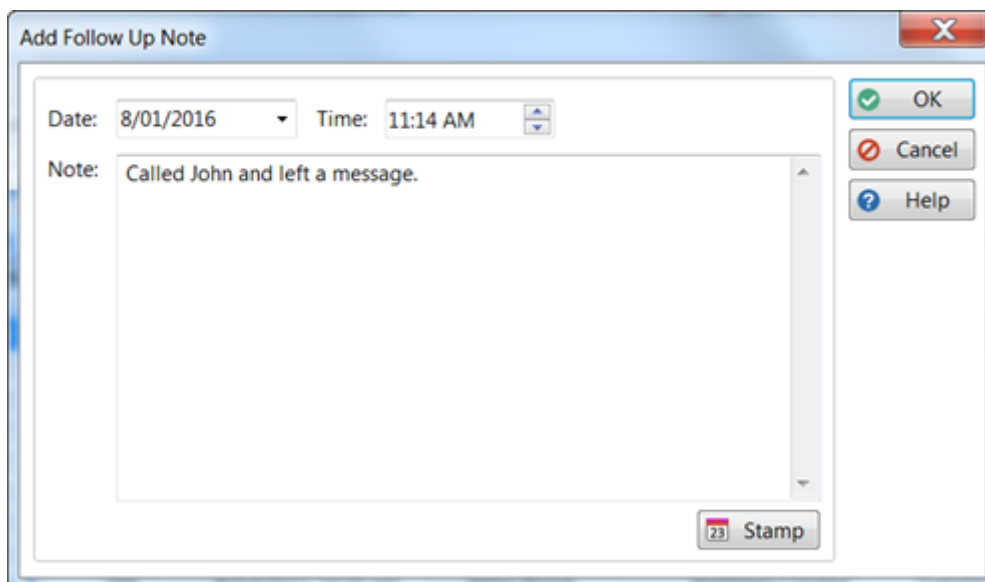 Add Follow Up Note
Date: 8/01/2016 Time: 11:14 AM
OK
Note: Called John and left a message.
Cancel
Help
23 Stamp